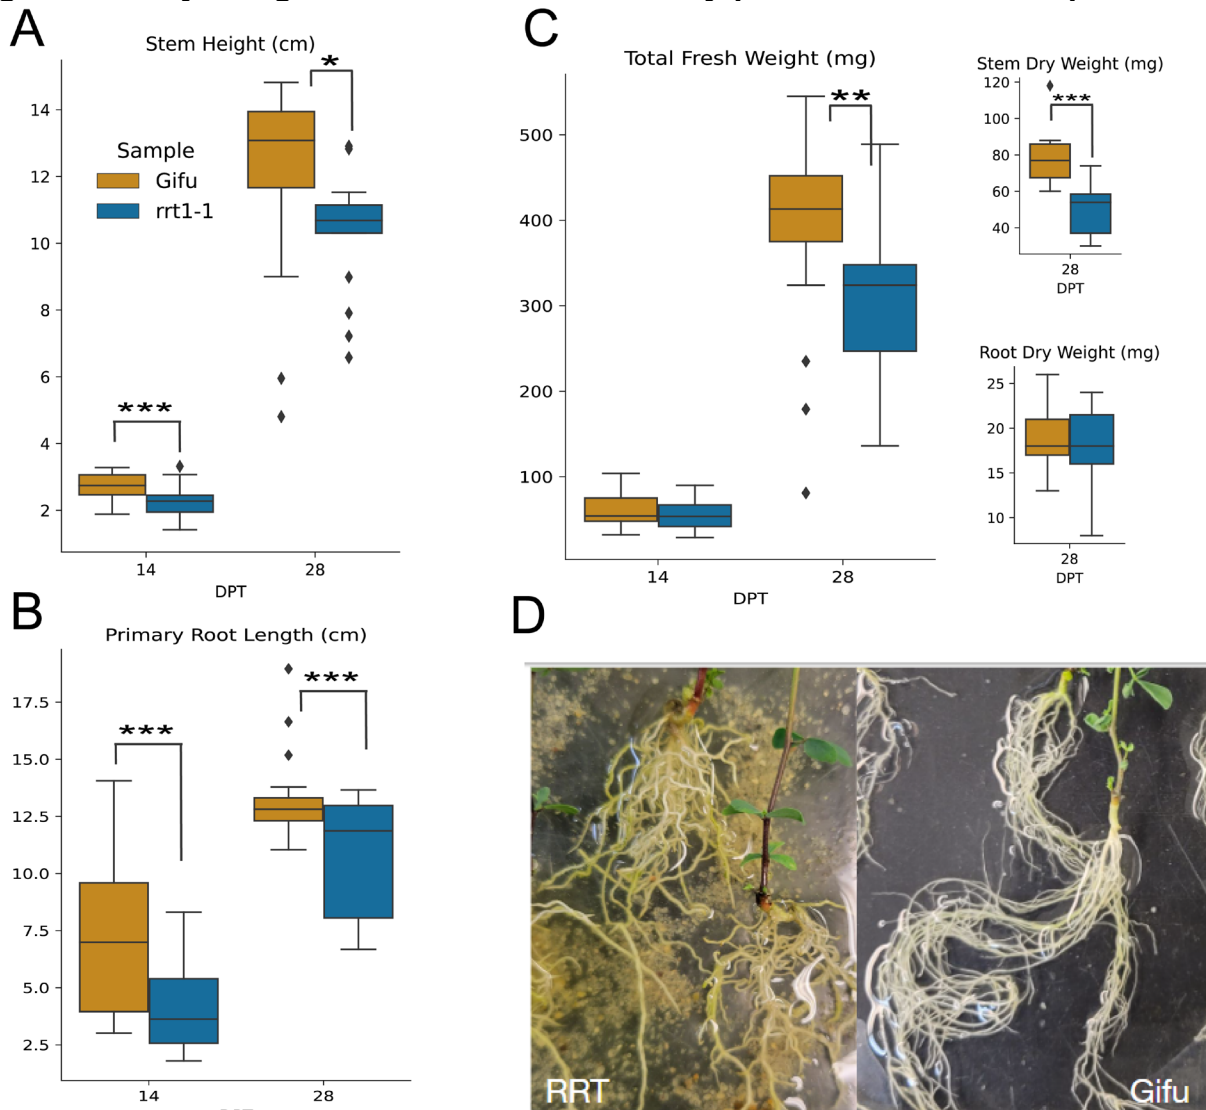 A
Stem Height (cm)
*
14
12
10
8
6
4
2
Sample
Gifu
rrt1-1
***
14
28
DPT
B
Primary Root Length (cm)
***
***
17.5
15.0
12.5
10.0
7.5
5.0
2.5
14
28
C
Total Fresh Weight (mg)
**
500
400
300
200
100
14
28
DPT
Stem Dry Weight (mg)
***
120
100
80
60
40
28
DPT
Root Dry Weight (mg)
25
20
15
10
28
DPT
D
RRT
Gifu